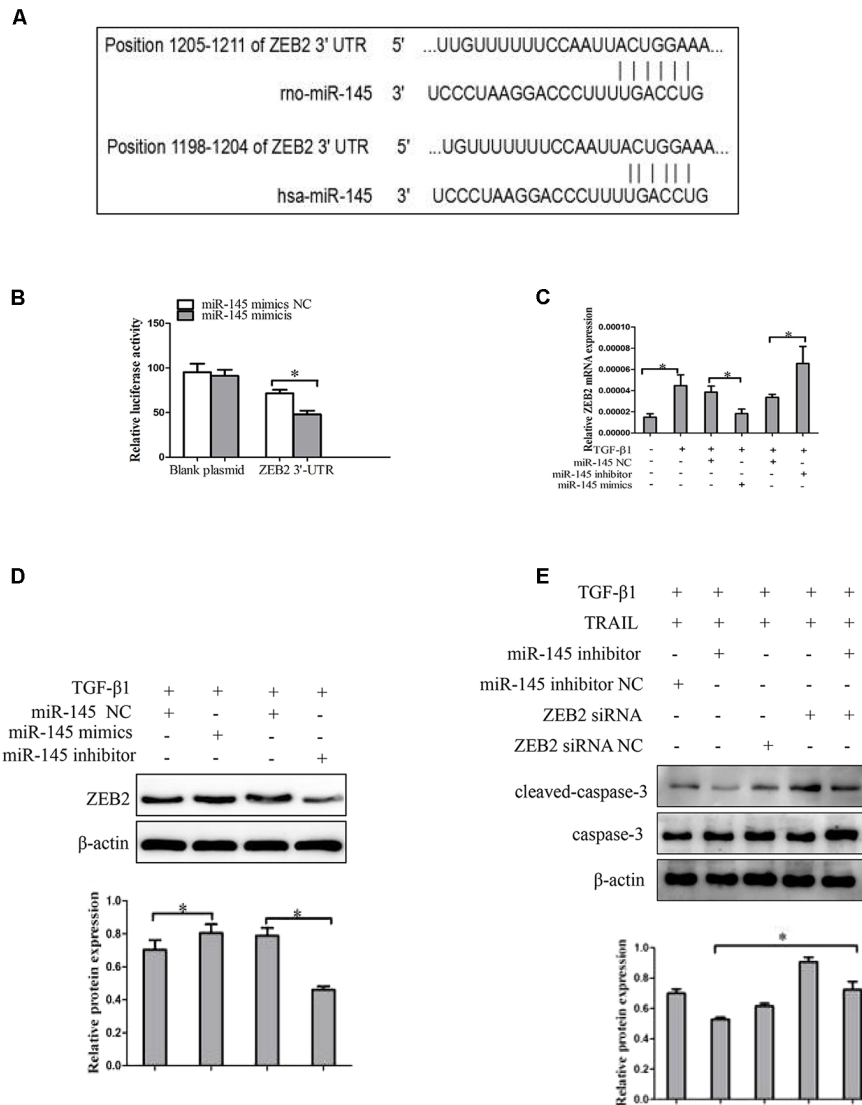 A
Position 1205-1211 of ZEB2 3' UTR 5' ...UUGUUUUUUCCAAUUACUGGAAA...
rno-miR-145 3' UCCCUAAGGACCCUUUUGACCUG
Position 1198-1204 of ZEB2 3' UTR 5' ...UGUUUUUUUCCAAUUACUGGAAA...
hsa-miR-145 3' UCCCUAAGGACCCUUUUGACCUG
B
miR-145 mimics NC
miR-145 mimicis
Relative luciferase activity
150
100
50
0
*
Blank plasmid ZEB2 3'-UTR
C
Relative ZEB2 mRNA expression
0.00010
0.00008
0.00006
0.00004
0.00002
0.00000
* * *
TGF-β1 - + + + + +
miR-145 NC - - + - + -
miR-145 inhibitor - - - - - +
miR-145 mimics - - - + - -
D
TGF-β1 + + + +
miR-145 NC + - + -
miR-145 mimics - + - -
miR-145 inhibitor - - - +
ZEB2
β-actin
Relative protein expression
1.0
0.8
0.6
0.4
0.2
0.0
* *
E
TGF-β1 + + + + +
TRAIL + + + + +
miR-145 inhibitor - + - - +
miR-145 inhibitor NC + - - - -
ZEB2 siRNA - - - + +
ZEB2 siRNA NC - - + - -
cleaved-caspase-3
caspase-3
β-actin
Relative protein expression
1.0
0.8
0.6
0.4
0.2
0.0
*